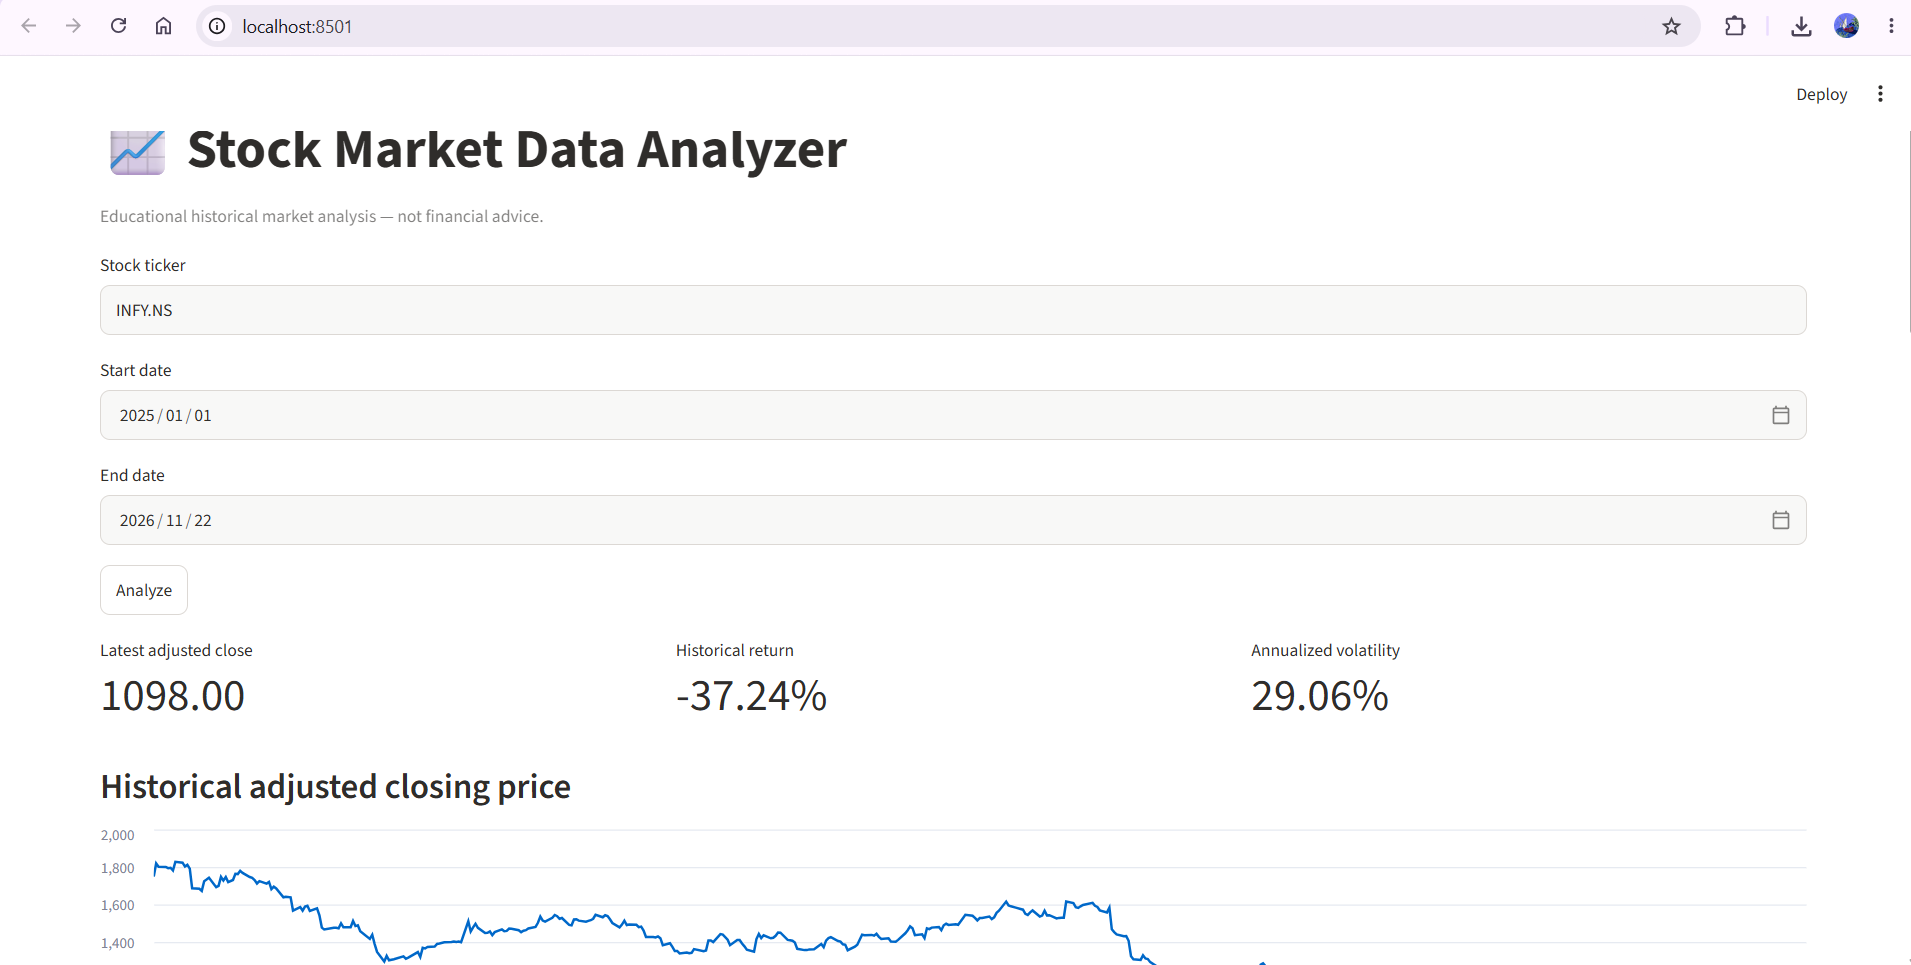 localhost:8501
Deploy
Stock Market Data Analyzer
Educational historical market analysis — not financial advice.
Stock ticker
INFY.NS
Start date
2025 / 01 / 01
End date
2026 / 11 / 22
Analyze
Latest adjusted close
Historical return
Annualized volatility
1098.00
-37.24%
29.06%
Historical adjusted closing price
2,000
1,800
1,600
1,400